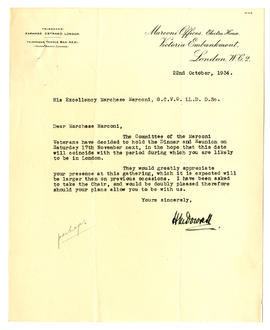 TELEGRAMS:
TELEPHONE TEMPLE BAR 4321.
Marconi Offices, Electra House,
Victoria Embankment,
London, W.C.2.
22nd October, 1934.
His Excellency Marchese Marconi, G.C.V.O. LL.D. D.Sc.
Dear Marchese Marconi,
The Committee of the Marconi
Veterans have decided to hold the Dinner and Reunion on
Saturday 17th November next, in the hope that this date
will coincide with the period during which you are likely
to be in London.
They would greatly appreciate
your presence at this gathering, which it is expected will
be larger than on previous occasions. I have been asked
to take the Chair, and would be doubly pleased therefore
should your plans allow you to be with us.
Yours sincerely,
perhaps